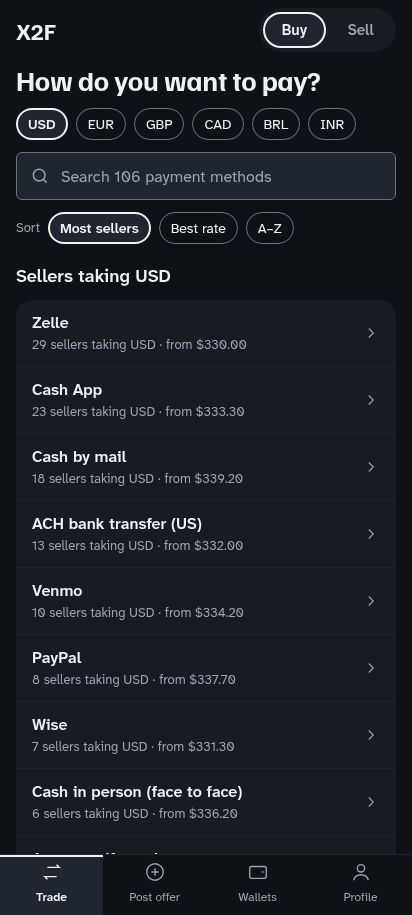 X2F
Buy
Sell
How do you want to pay?
USD
EUR
GBP
CAD
BRL
INR
Search 106 payment methods
Sort
Most sellers
Best rate
A–Z
Sellers taking USD
Zelle
29 sellers taking USD · from $330.00
Cash App
23 sellers taking USD · from $333.30
Cash by mail
18 sellers taking USD · from $339.20
ACH bank transfer (US)
13 sellers taking USD · from $332.00
Venmo
10 sellers taking USD · from $334.20
PayPal
8 sellers taking USD · from $337.70
Wise
7 sellers taking USD · from $331.30
Cash in person (face to face)
6 sellers taking USD · from $336.20
Trade
Post offer
Wallets
Profile